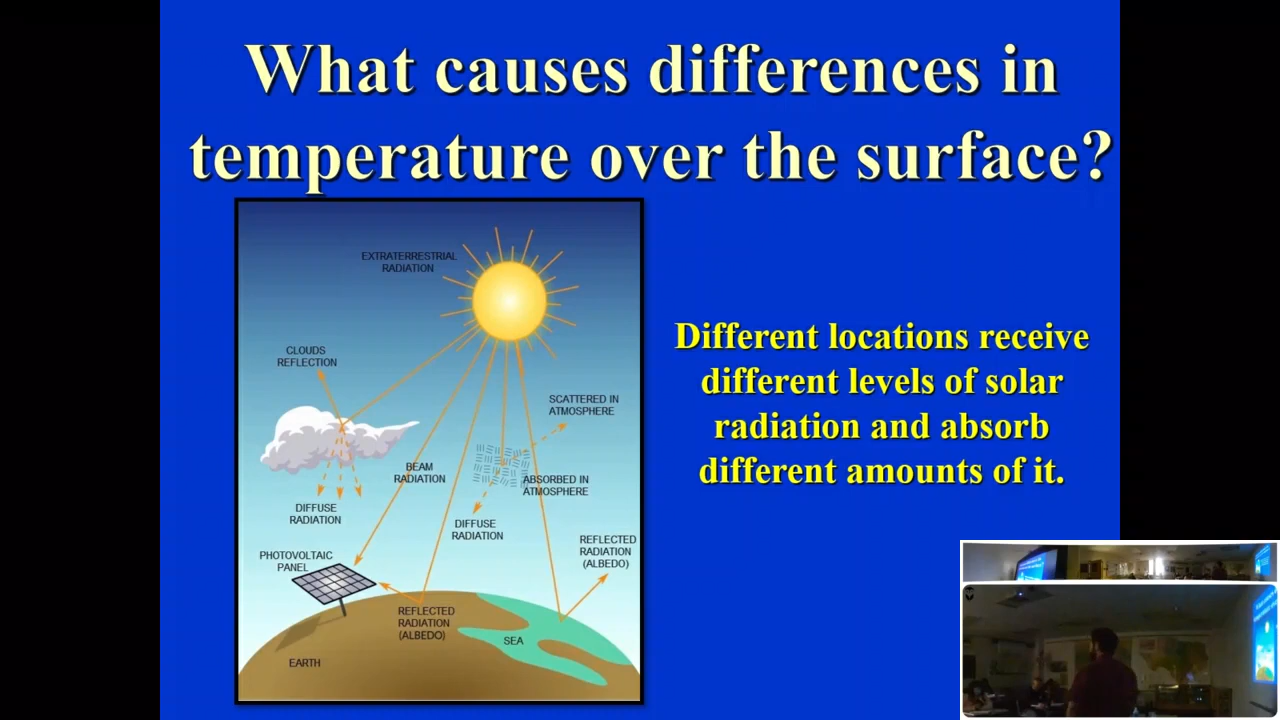 What causes differences in
temperature over the surface?
EXTRATERRESTRIAL
RADIATION
CLOUDS
REFLECTION
SCATTERED IN
ATMOSPHERE
BEAM
RADIATION
ABSORBED IN
ATMOSPHERE
DIFFUSE
RADIATION
DIFFUSE
RADIATION
REFLECTED
RADIATION
(ALBEDO)
PHOTOVOLTAIC
PANEL
REFLECTED
RADIATION
(ALBEDO)
SEA
EARTH
Different locations receive
different levels of solar
radiation and absorb
different amounts of it.